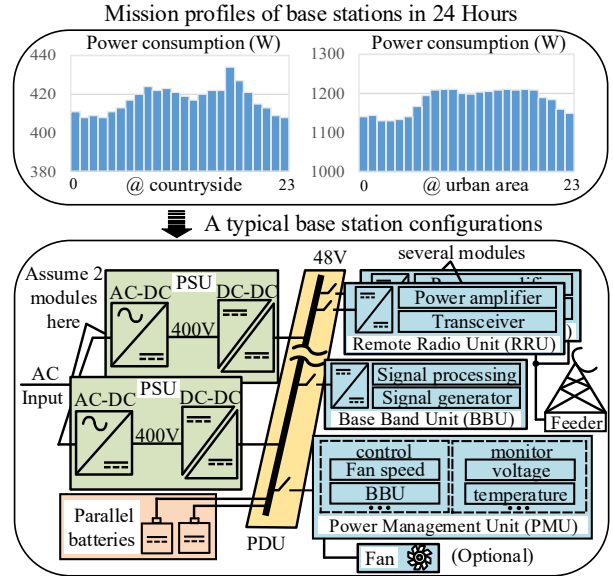 Mission profiles of base stations in 24 Hours
Power consumption (W)
440
420
400
380
0
23
@ countryside
Power consumption (W)
1300
1200
1100
1000
0
23
@ urban area
A typical base station configurations
Assume 2
modules
here
AC
Input
PSU
AC-DC
400V
DC-DC
PSU
AC-DC
400V
DC-DC
48V
PDU
Parallel
batteries
several modules
Power amplifier
Transceiver
Remote Radio Unit (RRU)
Signal processing
Signal generator
Base Band Unit (BBU)
Feeder
control
Fan speed
BBU
•••
monitor
voltage
temperature
•••
Power Management Unit (PMU)
Fan
(Optional)